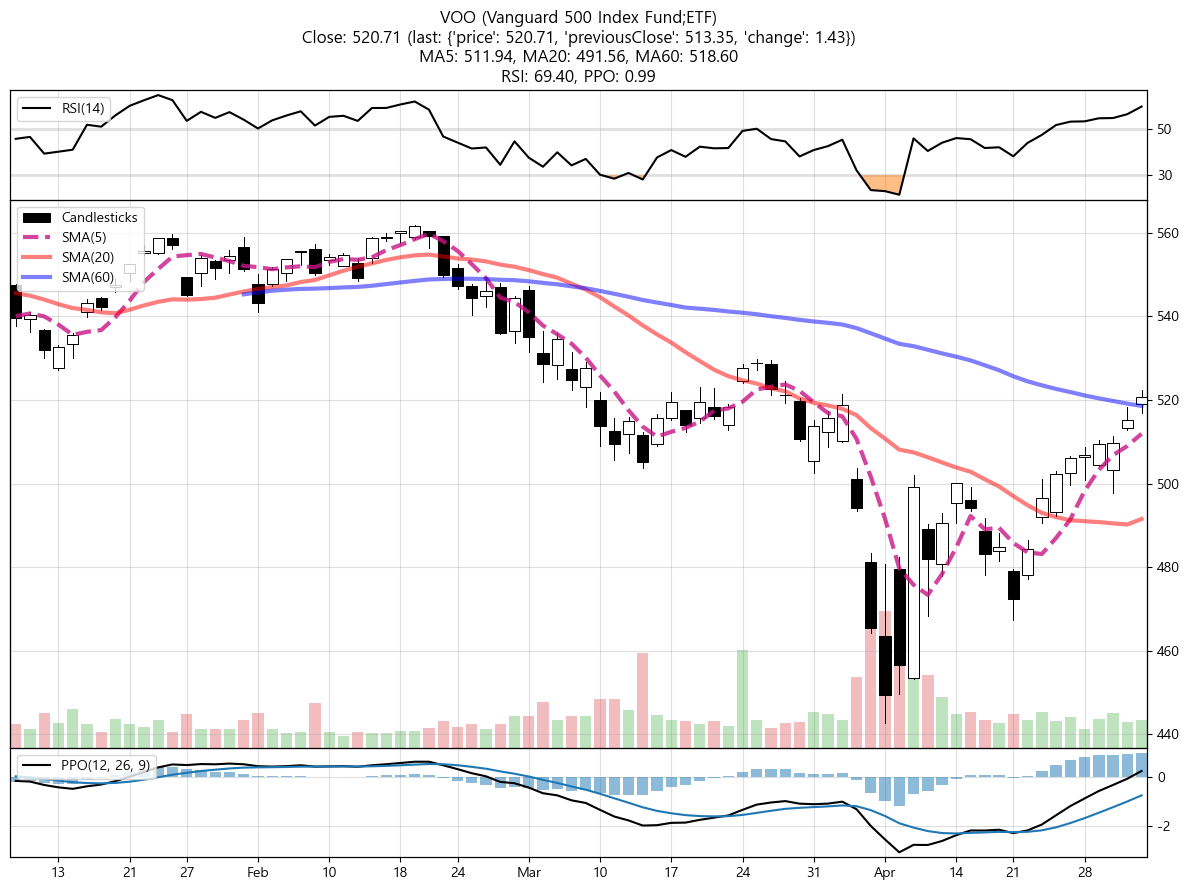 VOO (Vanguard 500 Index Fund;ETF)
Close: 520.71 (last: {'price': 520.71, 'previousClose': 513.35, 'change': 1.43})
MA5: 511.94, MA20: 491.56, MA60: 518.60
RSI: 69.40, PPO: 0.99
RSI(14)
50
30
Candlesticks
SMA(5)
SMA(20)
SMA(60)
560
540
520
500
480
460
440
PPO(12, 26, 9)
0
-2
13
21
27
Feb
10
18
24
Mar
10
17
24
31
Apr
14
21
28